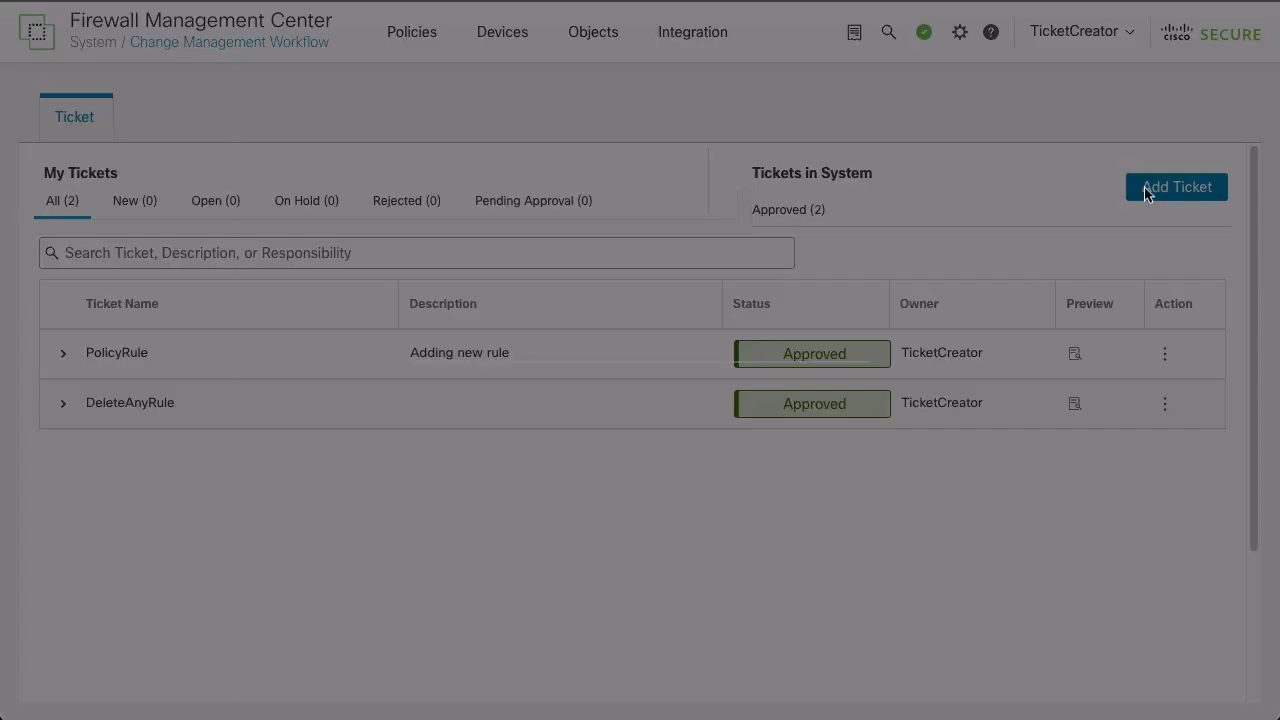 Firewall Management Center
System / Change Management Workflow
Policies
Devices
Objects
Integration
TicketCreator
CISCO SECURE
Ticket
My Tickets
All (2)
New (0)
Open (0)
On Hold (0)
Rejected (0)
Pending Approval (0)
Tickets in System
Approved (2)
Add Ticket
Search Ticket, Description, or Responsibility
Ticket Name
Description
Status
Owner
Preview
Action
PolicyRule
Adding new rule
Approved
TicketCreator
DeleteAnyRule
Approved
TicketCreator